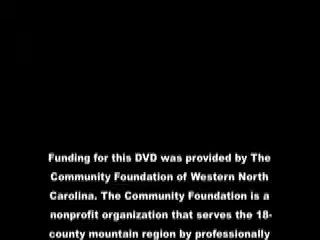 Funding for this DVD was provided by The
Community Foundation of Western North
Carolina. The Community Foundation is a
nonprofit organization that serves the 18-
county mountain region by professionally